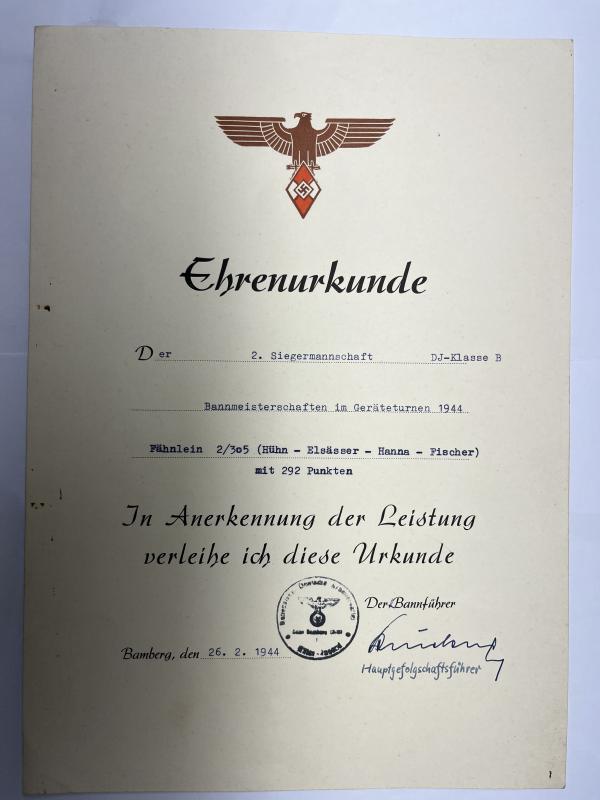 Ehrenurkunde
Der 2. Siegermannschaft DJ-Klasse B
Bannmeisterschaften im Geräteturnen 1944
Fähnlein 2/305 (Hühn - Elsässer - Hanna - Fischer)
mit 292 Punkten
In Anerkennung der Leistung
verleihe ich diese Urkunde
Der Bannführer
Bamberg, den 26. 2. 1944
Hauptgefolgschaftsführer